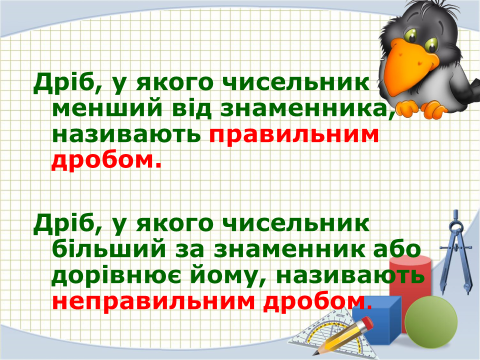 Дріб, у якого чисельник
менший від знаменника,
називають правильним
дробом.
Дріб, у якого чисельник
більший за знаменник або
дорівнює йому, називають
неправильним дробом.